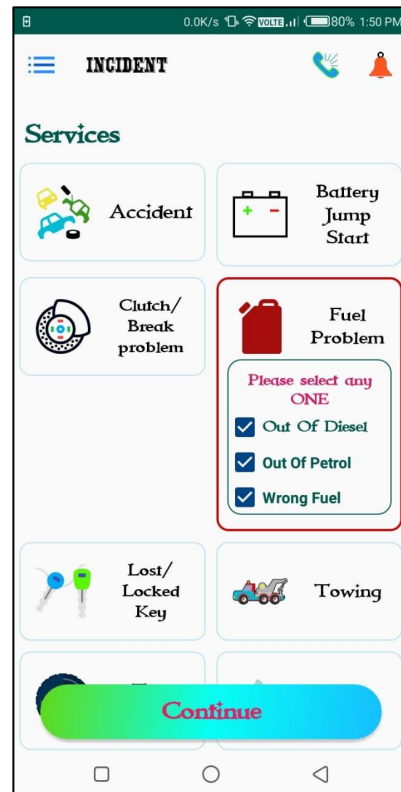 0.0K/s VOLTE 80% 1:50 PM
INCIDENT
Services
Accident
Battery
Jump
Start
Clutch/
Break
problem
Fuel
Problem
Please select any
ONE
Out Of Diesel
Out Of Petrol
Wrong Fuel
Lost/
Locked
Key
Towing
Continue